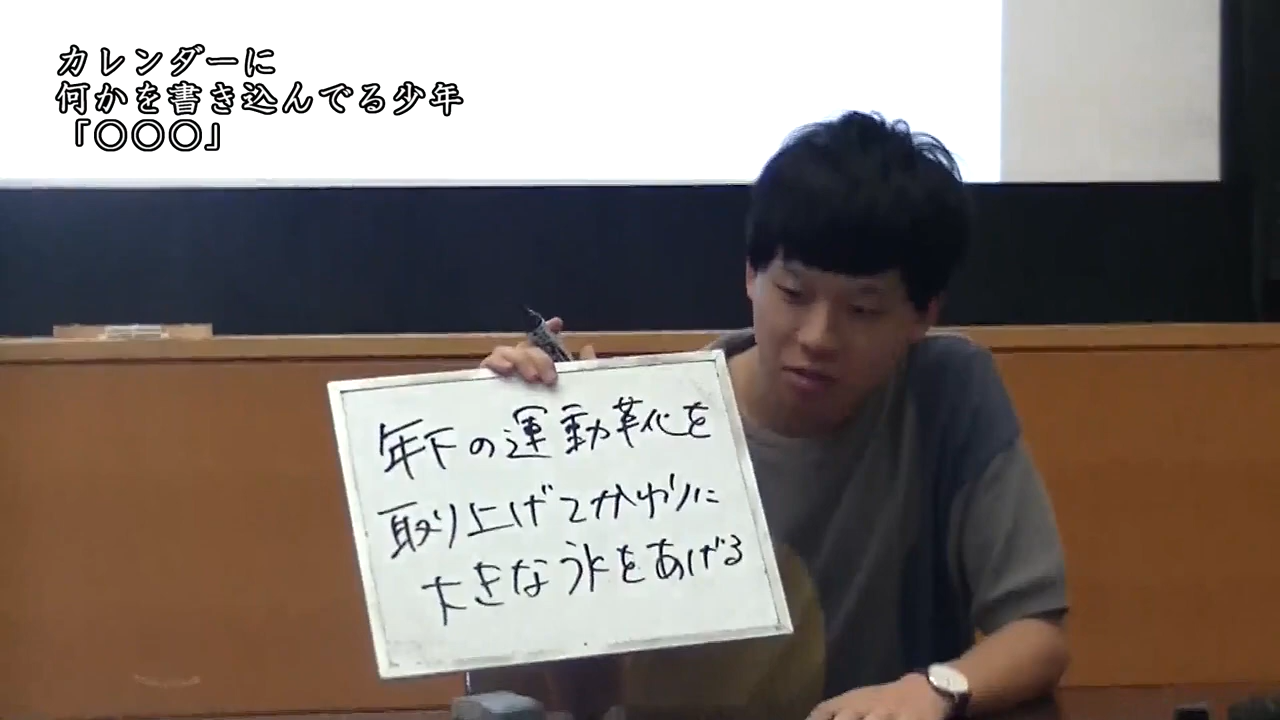 カレンダーに
何かを書き込んでる少年
「〇〇〇」
年下の運動靴を
取り上げてかわりに
大きなうんをあげる